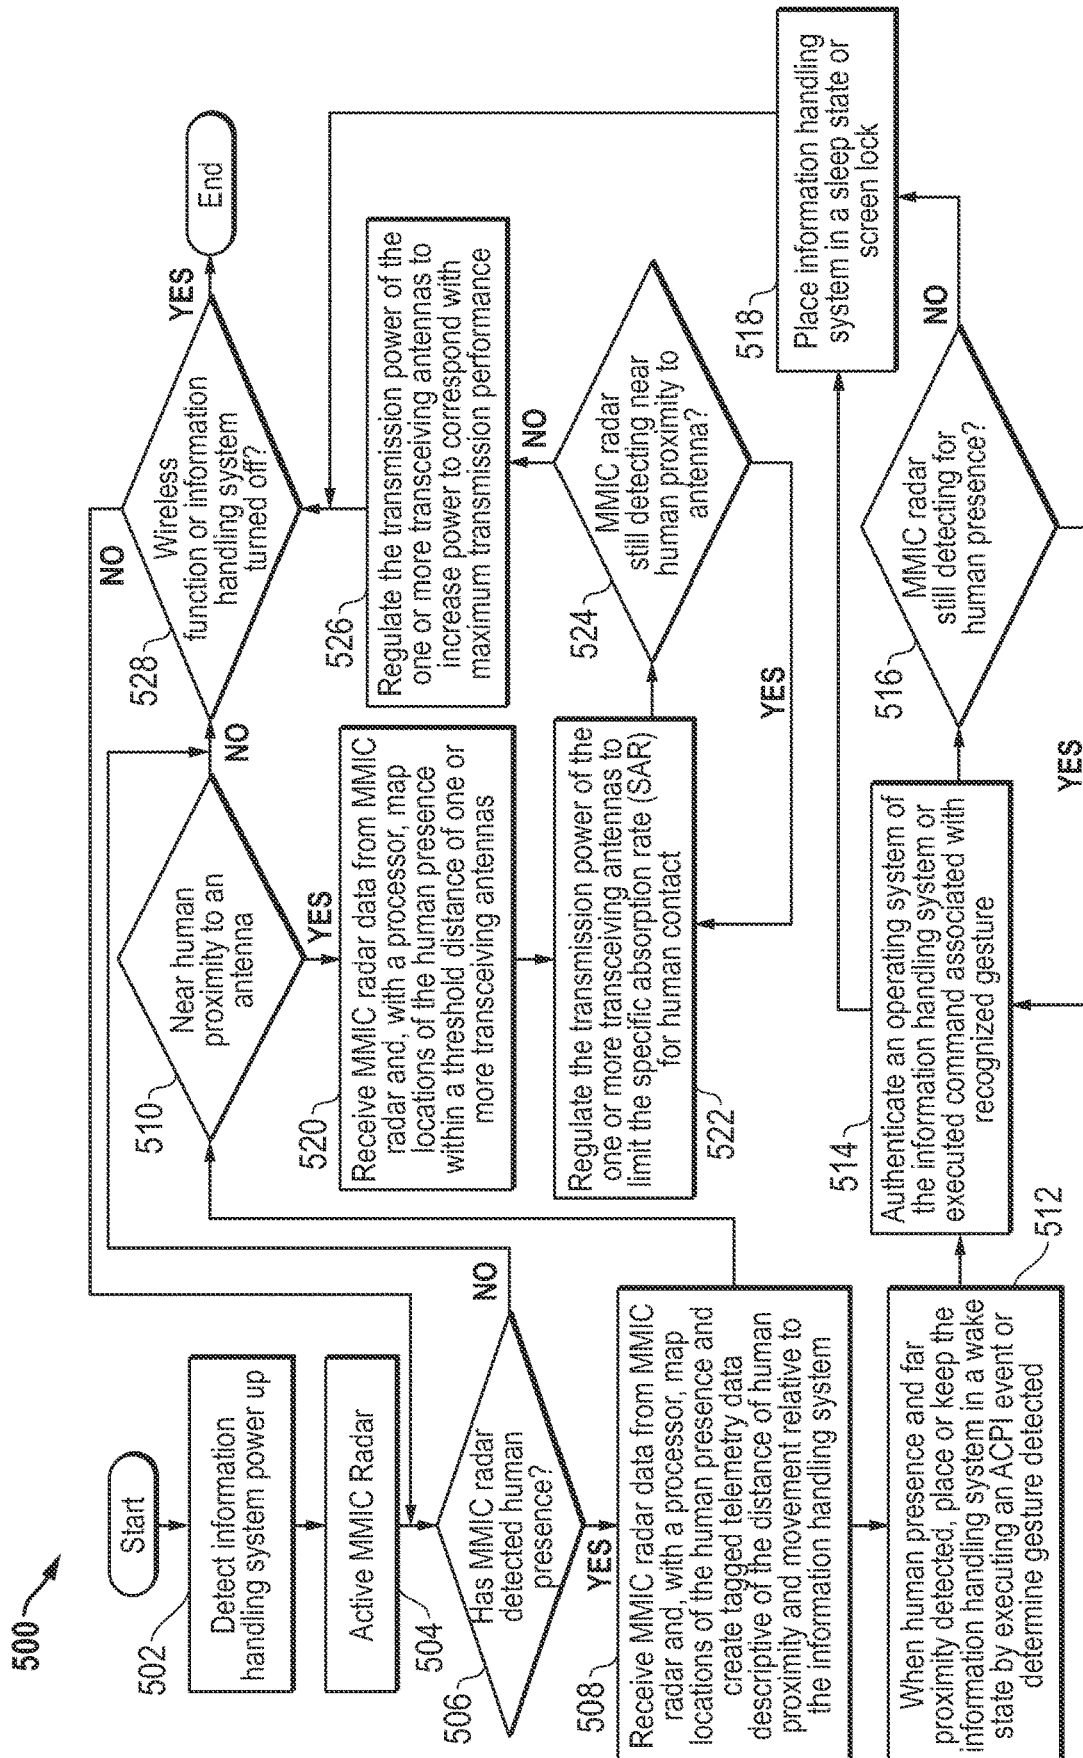 500
Start
502
Detect information
handling system power up
Active MMIC Radar
504
506
Has MMIC radar
detected human
presence?
NO
YES
508
Receive MMIC radar data from MMIC
radar and, with a processor, map
locations of the human presence and
create tagged telemetry data
descriptive of the distance of human
proximity and movement relative to
the information handling system
When human presence and far
proximity detected, place or keep the
information handling system in a wake
state by executing an ACPI event or
determine gesture detected
512
510
Near human
proximity to an
antenna
NO
YES
520
Receive MMIC radar data from MMIC
radar and, with a processor, map
locations of the human presence
within a threshold distance of one or
more transceiving antennas
Regulate the transmission power of the
one or more transceiving antennas to
limit the specific absorption rate (SAR)
for human contact
522
514
Authenticate an operating system of
the information handling system or
executed command associated with
recognized gesture
NO
528
Wireless
function or information
handling system
turned off?
YES
End
526
Regulate the transmission power of the
one or more transceiving antennas to
increase power to correspond with
maximum transmission performance
NO
524
MMIC radar
still detecting near
human proximity to
antenna?
YES
518
Place information handling
system in a sleep state or
screen lock
NO
516
MMIC radar
still detecting for
human presence?
YES